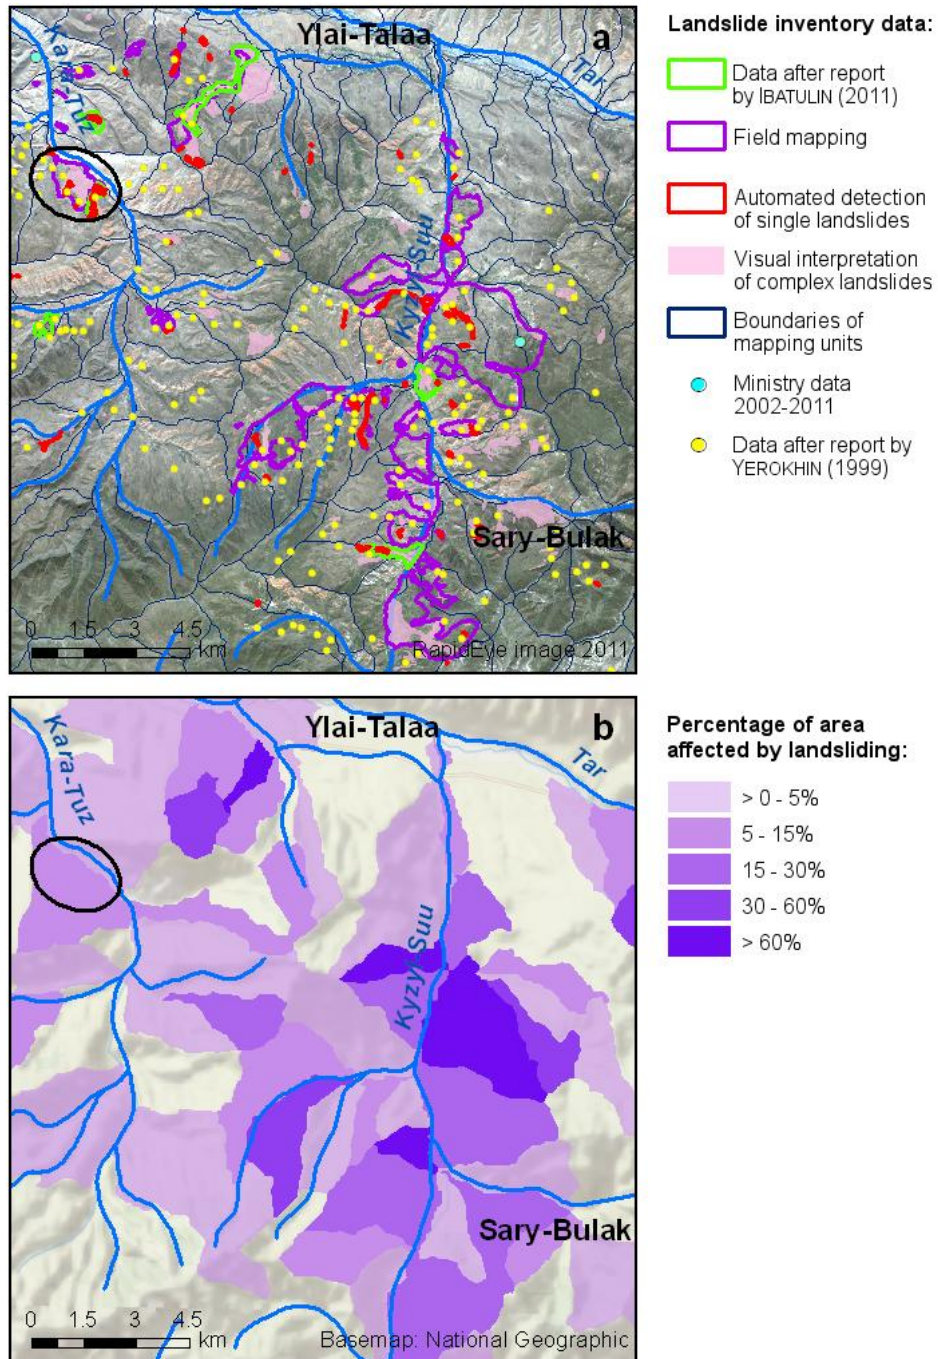 Ylai-Talaa
a
Kara-Tuz
Tar
Kyzyl-Suu
Sary-Bulak
0 1.5 3 4.5
km
RapidEye image 2011
Landslide inventory data:
Data after report
by IBATULIN (2011)
Field mapping
Automated detection
of single landslides
Visual interpretation
of complex landslides
Boundaries of
mapping units
Ministry data
2002-2011
Data after report by
YEROKHIN (1999)
Ylai-Talaa
b
Kara-Tuz
Tar
Kyzyl-Suu
Sary-Bulak
0 1.5 3 4.5
km
Basemap: National Geographic
Percentage of area
affected by landsliding:
> 0 - 5%
5 - 15%
15 - 30%
30 - 60%
> 60%